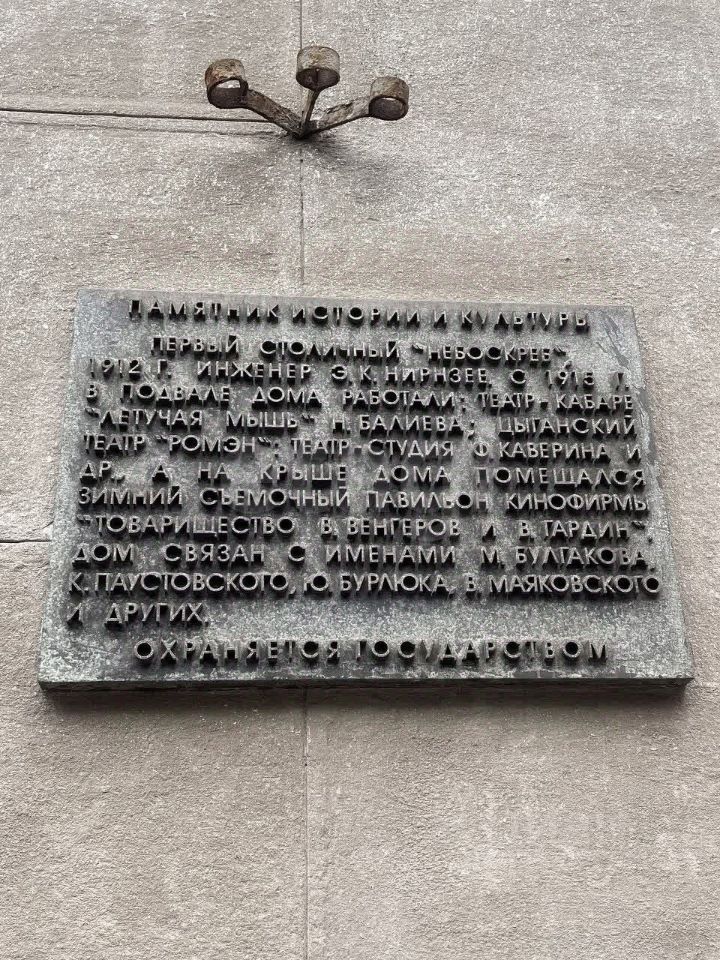 ПАМЯТНИК ИСТОРИИ И КУЛЬТУРЫ
ПЕРВЫЙ СТОЛИЧНЫЙ "НЕБОСКРЕБ"
1912 Г. ИНЖЕНЕР Э.К. НИРНЗЕЕ. С 1915 Г.
В ПОДВАЛЕ ДОМА РАБОТАЛИ: ТЕАТР-КАБАРЕ
"ЛЕТУЧАЯ МЫШЬ" Н. БАЛИЕВА; ЦЫГАНСКИЙ
ТЕАТР "РОМЭН"; ТЕАТР-СТУДИЯ Ф. КАВЕРИНА И
ДР., А НА КРЫШЕ ДОМА ПОМЕЩАЛСЯ
ЗИМНИЙ СЪЕМОЧНЫЙ ПАВИЛЬОН КИНОФИРМЫ
"ТОВАРИЩЕСТВО В. ВЕНГЕРОВ И В. ГАРДИН".
ДОМ СВЯЗАН С ИМЕНАМИ М. БУЛГАКОВА,
К. ПАУСТОВСКОГО, Ю. БУРЛЮКА, В. МАЯКОВСКОГО
И ДРУГИХ.
ОХРАНЯЕТСЯ ГОСУДАРСТВОМ